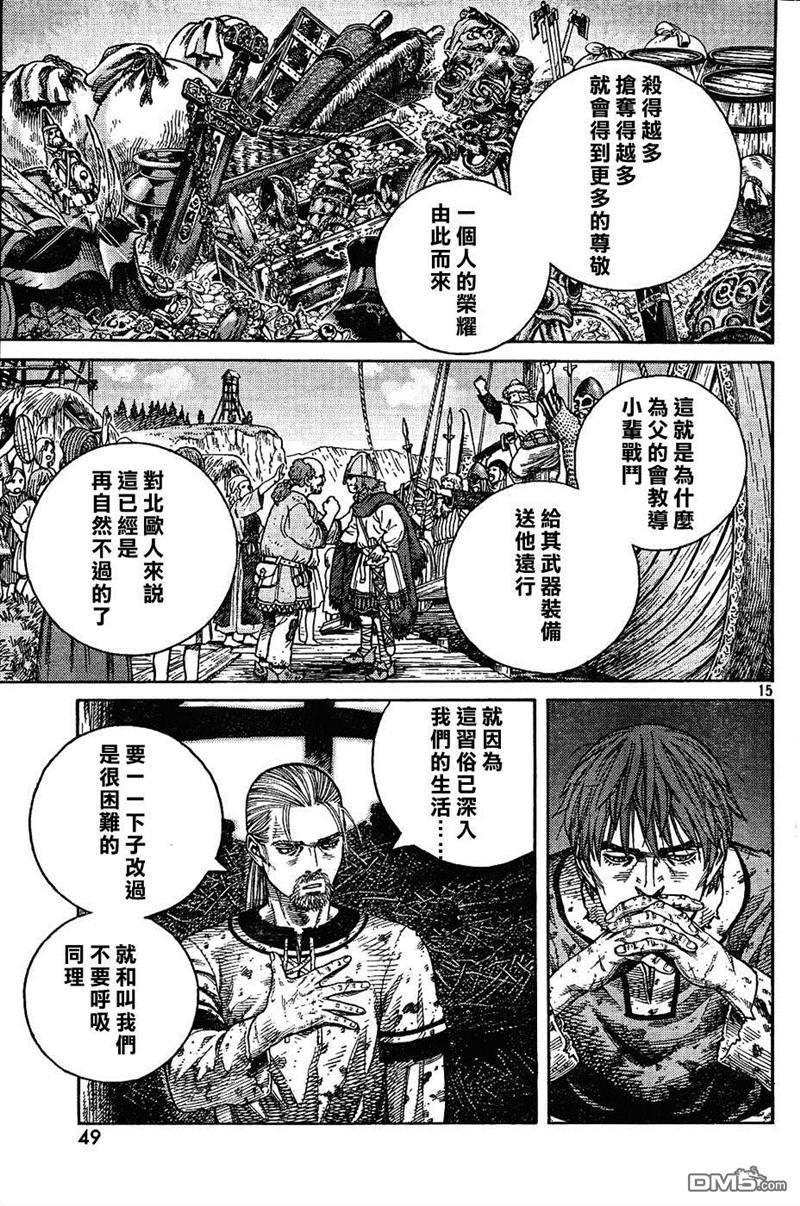 殺得越多
搶奪得越多
就會得到更多的尊敬
一個人的榮耀
由此而來
這就是為什麼
為父的會教導
小輩戰鬥
給其武器裝備
送他遠行
對北歐人來說
這已經是
再自然不過的了
15
就因為
這習俗已深入
我們的生活……
要一一下子改過
是很困難的
就和叫我們
不要呼吸
同理
49
DM5.com